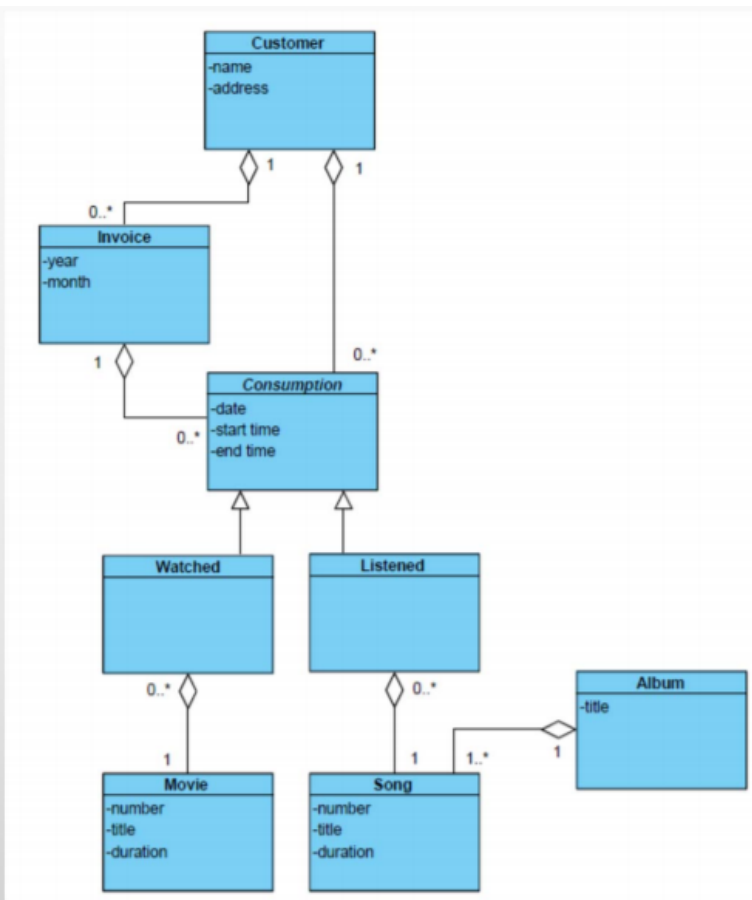 Customer
-name
-address
1
1
0..*
Invoice
-year
-month
1
0..*
0..*
Consumption
-date
-start time
-end time
Watched
Listened
0..*
0..*
1
1
1..*
1
Album
-title
Movie
-number
-title
-duration
Song
-number
-title
-duration